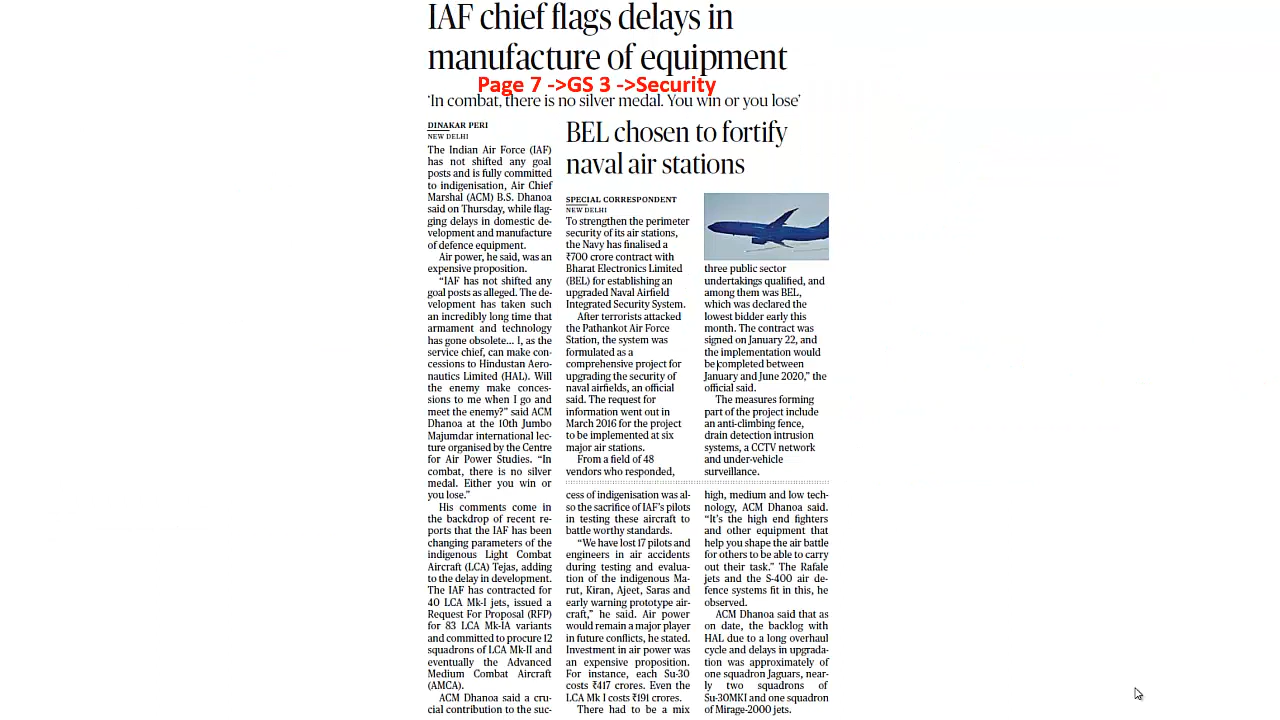 IAF chief flags delays in
manufacture of equipment
Page 7 ->GS 3 ->Security
‘In combat, there is no silver medal. You win or you lose’
DINAKAR PERI
NEW DELHI
The Indian Air Force (IAF)
has not shifted any goal
posts and is fully committed
to indigenisation, Air Chief
Marshal (ACM) B.S. Dhanoa
said on Thursday, while flag-
ging delays in domestic de-
velopment and manufacture
of defence equipment.
Air power, he said, was an
expensive proposition.
“IAF has not shifted any
goal posts as alleged. The de-
velopment has taken such
an incredibly long time that
armament and technology
has gone obsolete... I, as the
service chief, can make con-
cessions to Hindustan Aero-
nautics Limited (HAL). Will
the enemy make conces-
sions to me when I go and
meet the enemy?” said ACM
Dhanoa at the 10th Jumbo
Majumdar international lec-
ture organised by the Centre
for Air Power Studies. “In
combat, there is no silver
medal. Either you win or
you lose.”
His comments come in
the backdrop of recent re-
ports that the IAF has been
changing parameters of the
indigenous Light Combat
Aircraft (LCA) Tejas, adding
to the delay in development.
The IAF has contracted for
40 LCA Mk-I jets, issued a
Request For Proposal (RFP)
for 83 LCA Mk-IA variants
and committed to procure 12
squadrons of LCA Mk-II and
eventually the Advanced
Medium Combat Aircraft
(AMCA).
ACM Dhanoa said a cru-
cial contribution to the suc-
BEL chosen to fortify
naval air stations
SPECIAL CORRESPONDENT
NEW DELHI
To strengthen the perimeter
security of its air stations,
the Navy has finalised a
₹700 crore contract with
Bharat Electronics Limited
(BEL) for establishing an
upgraded Naval Airfield
Integrated Security System.
After terrorists attacked
the Pathankot Air Force
Station, the system was
formulated as a
comprehensive project for
upgrading the security of
naval airfields, an official
said. The request for
information went out in
March 2016 for the project
to be implemented at six
major air stations.
From a field of 48
vendors who responded,
three public sector
undertakings qualified, and
among them was BEL,
which was declared the
lowest bidder early this
month. The contract was
signed on January 22, and
the implementation would
be completed between
January and June 2020,” the
official said.
The measures forming
part of the project include
an anti-climbing fence,
drain detection intrusion
systems, a CCTV network
and under-vehicle
surveillance.
cess of indigenisation was al-
so the sacrifice of IAF’s pilots
in testing these aircraft to
battle worthy standards.
“We have lost 17 pilots and
engineers in air accidents
during testing and evalua-
tion of the indigenous Ma-
rut, Kiran, Ajeet, Saras and
early warning prototype air-
craft,” he said. Air power
would remain a major player
in future conflicts, he stated.
Investment in air power was
an expensive proposition.
For instance, each Su-30
costs ₹417 crores. Even the
LCA Mk I costs ₹191 crores.
There had to be a mix
high, medium and low tech-
nology, ACM Dhanoa said.
“It’s the high end fighters
and other equipment that
help you shape the air battle
for others to be able to carry
out their task.” The Rafale
jets and the S-400 air de-
fence systems fit in this, he
observed.
ACM Dhanoa said that as
on date, the backlog with
HAL due to a long overhaul
cycle and delays in upgrada-
tion was approximately of
one squadron Jaguars, near-
ly two squadrons of
Su-30MKI and one squadron
of Mirage-2000 jets.